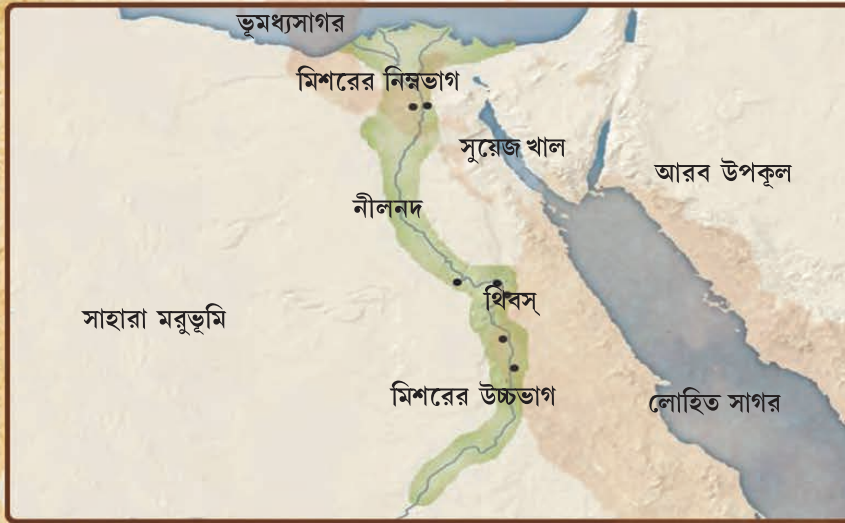 ভূমধ্যসাগর
মিশরের নিম্নভাগ
সুয়েজ খাল
আরব উপকূল
নীলনদ
থিবস্
সাহারা মরুভূমি
মিশরের উচ্চভাগ
লোহিত সাগর